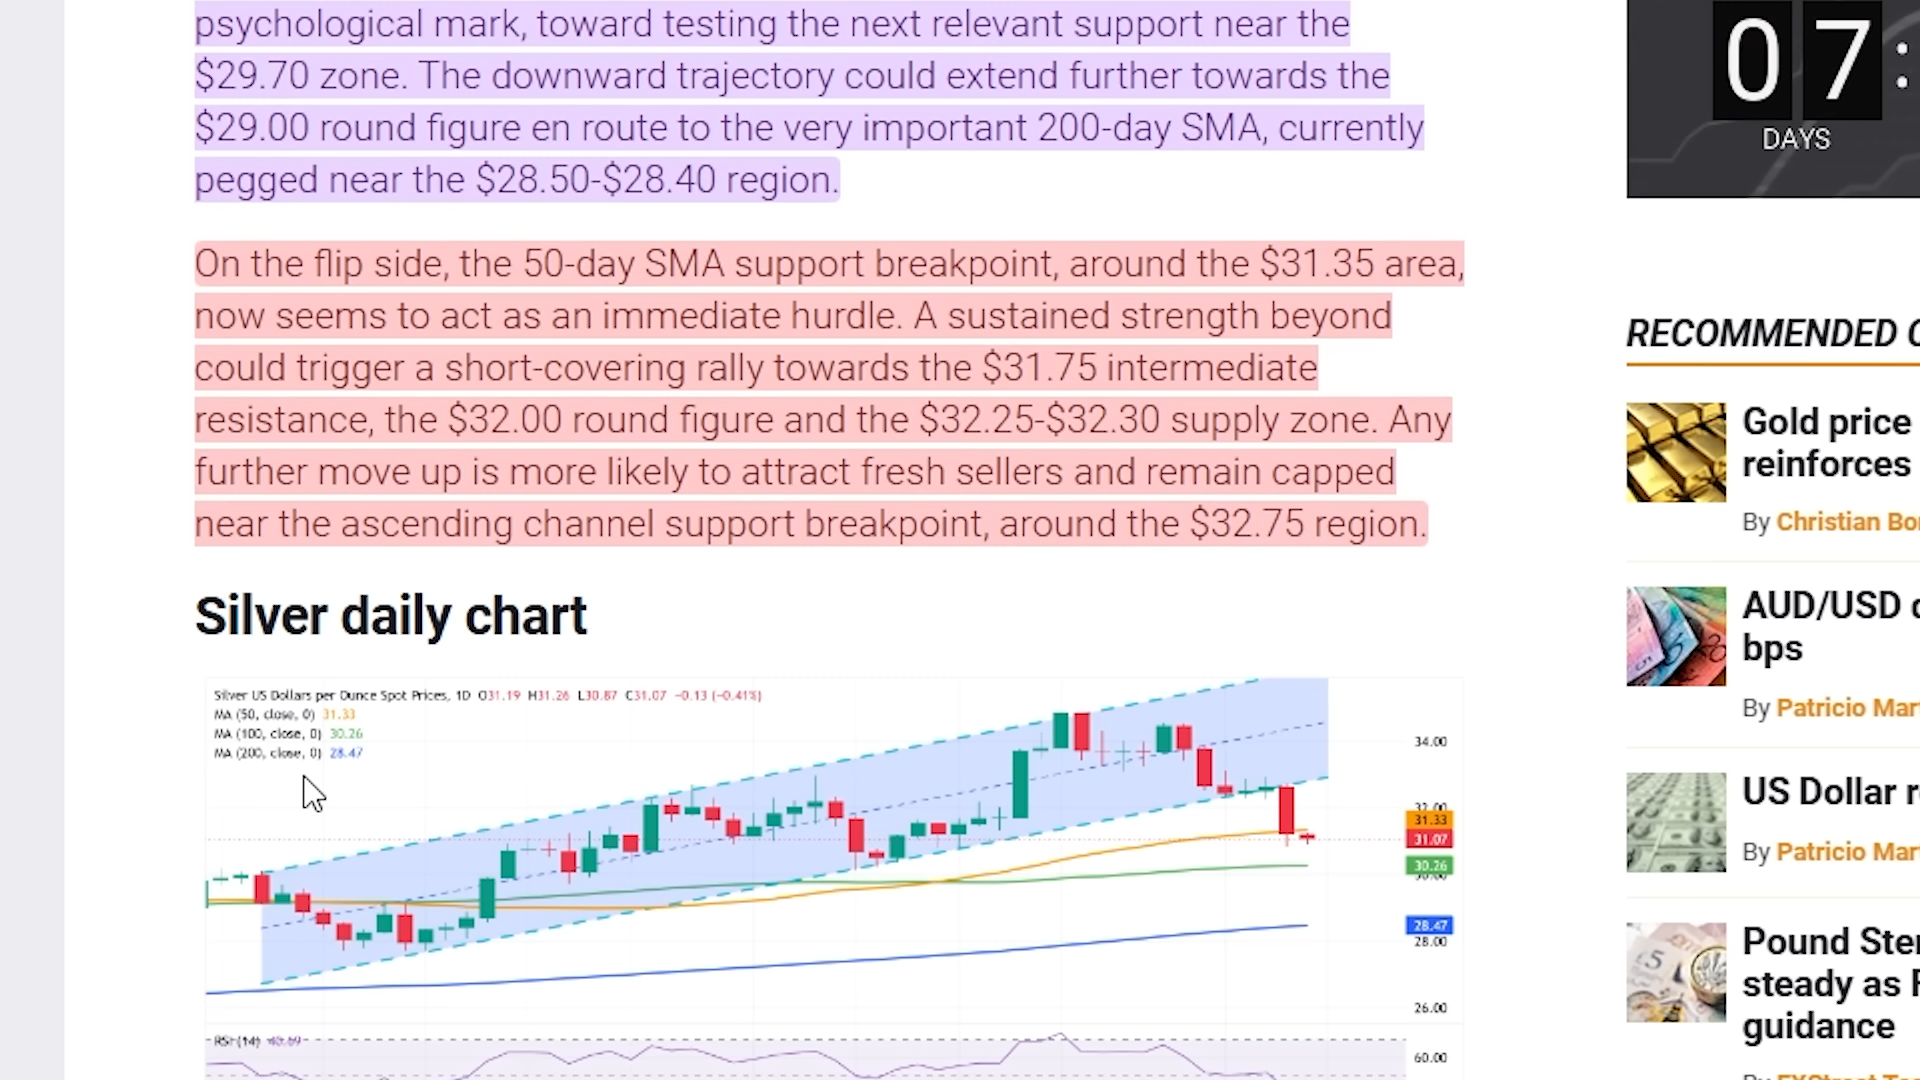 psychological mark, toward testing the next relevant support near the
$29.70 zone. The downward trajectory could extend further towards the
$29.00 round figure en route to the very important 200-day SMA, currently
pegged near the $28.50-$28.40 region.
On the flip side, the 50-day SMA support breakpoint, around the $31.35 area,
now seems to act as an immediate hurdle. A sustained strength beyond
could trigger a short-covering rally towards the $31.75 intermediate
resistance, the $32.00 round figure and the $32.25-$32.30 supply zone. Any
further move up is more likely to attract fresh sellers and remain capped
near the ascending channel support breakpoint, around the $32.75 region.
Silver daily chart
Silver US Dollars per Ounce Spot Prices, 1D O31.19 H31.26 L30.87 C31.07 −0.13 (−0.41%)
MA (50, close, 0) 31.33
MA (100, close, 0) 30.26
MA (200, close, 0) 28.47
34.00
32.00
31.33
31.07
30.26
30.00
28.47
28.00
26.00
RSI (14) 40.69
60.00
07:
DAYS
RECOMMENDED
Gold price
reinforces
By Christian
AUD/USD
bps
By Patricio
US Dollar
By Patricio
Pound
steady as
guidance
By